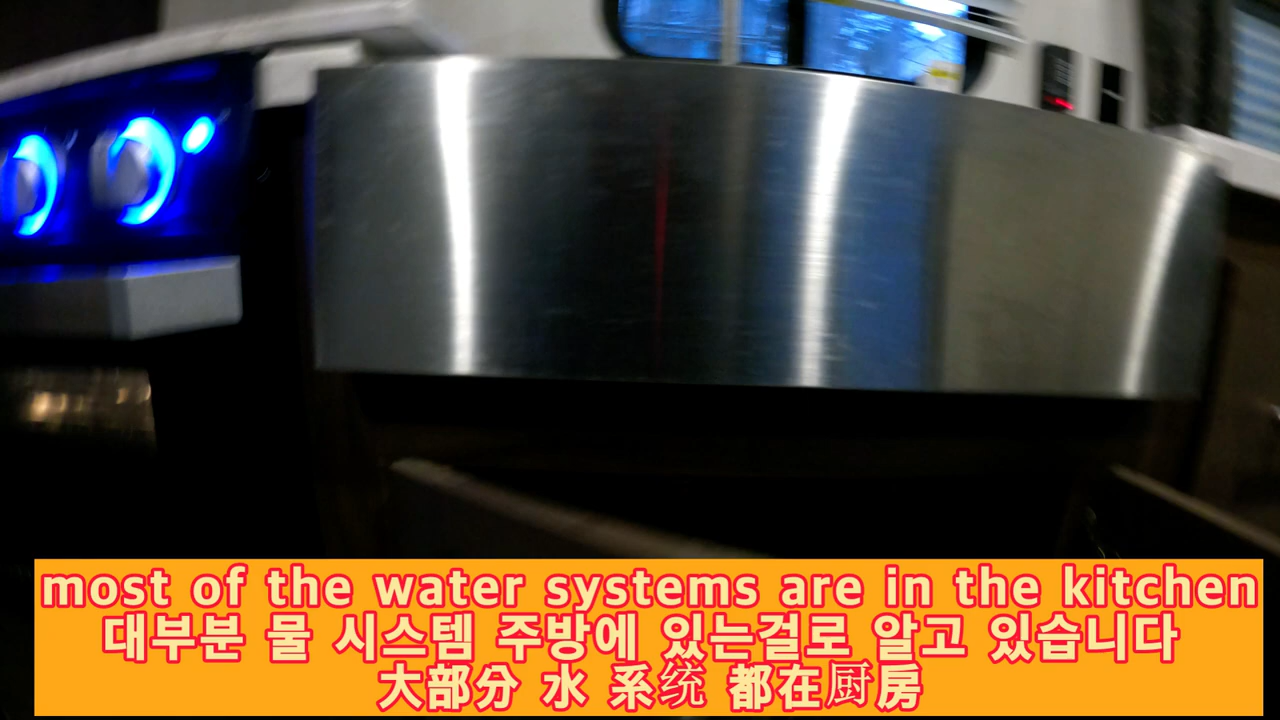 most of the water systems are in the kitchen
대부분 물 시스템 주방에 있는걸로 알고 있습니다
大部分 水 系统 都在厨房